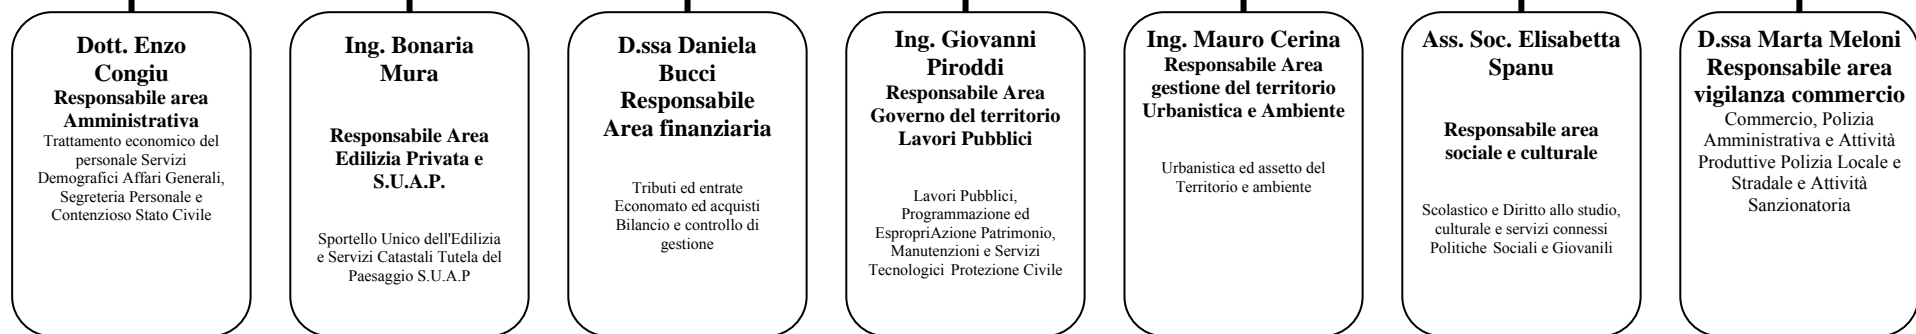 Dott. Enzo
Congiu
Responsabile area
Amministrativa
Trattamento economico del
personale Servizi
Demografici Affari Generali,
Segreteria Personale e
Contenzioso Stato Civile
Ing. Bonaria
Mura
Responsabile Area
Edilizia Privata e
S.U.A.P.
Sportello Unico dell'Edilizia
e Servizi Catastali Tutela del
Paesaggio S.U.A.P
D.ssa Daniela
Bucci
Responsabile
Area finanziaria
Tributi ed entrate
Economato ed acquisti
Bilancio e controllo di
gestione
Ing. Giovanni
Piroddi
Responsabile Area
Governo del territorio
Lavori Pubblici
Lavori Pubblici,
Programmazione ed
EspropriAzione Patrimonio,
Manutenzioni e Servizi
Tecnologici Protezione Civile
Ing. Mauro Cerina
Responsabile Area
gestione del territorio
Urbanistica e Ambiente
Urbanistica ed assetto del
Territorio e ambiente
Ass. Soc. Elisabetta
Spanu
Responsabile area
sociale e culturale
Scolastico e Diritto allo studio,
culturale e servizi connessi
Politiche Sociali e Giovanili
D.ssa Marta Meloni
Responsabile area
vigilanza commercio
Commercio, Polizia
Amministrativa e Attività
Produttive Polizia Locale e
Stradale e Attività
Sanzionatoria